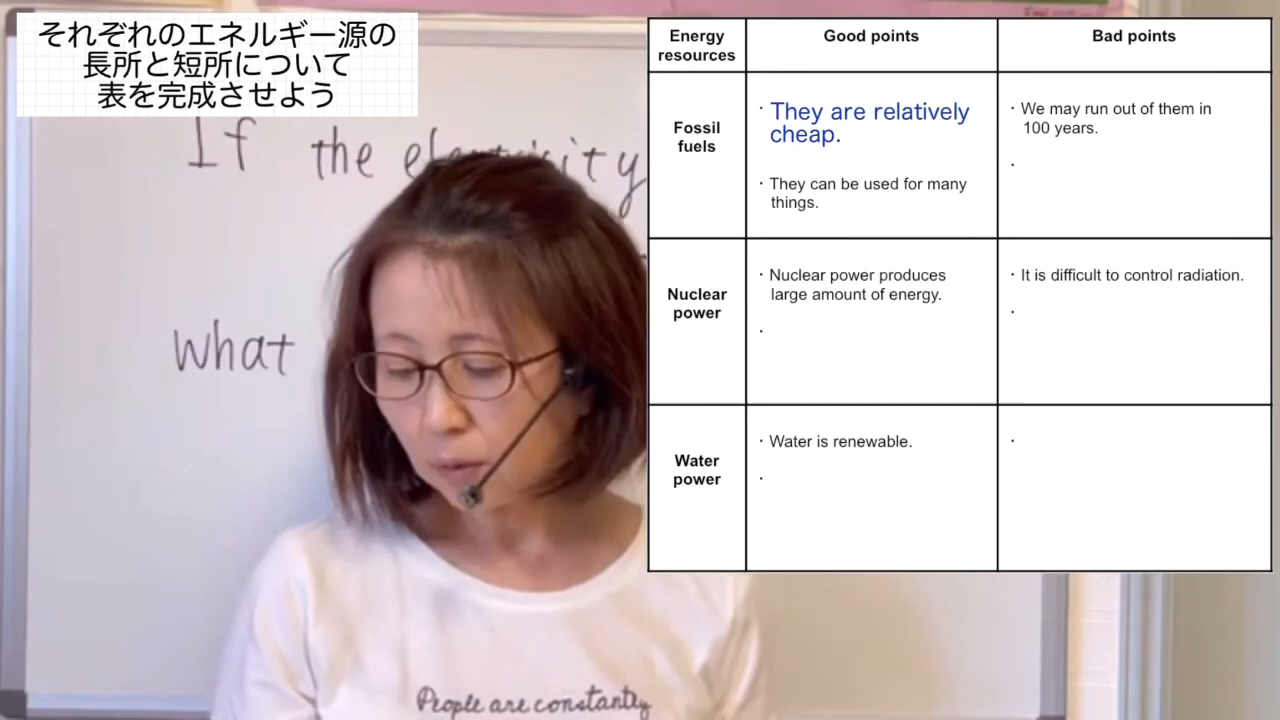 それぞれのエネルギー源の
長所と短所について
表を完成させよう
If the electricity
What
People are constantly
Energy resources
Good points
Bad points
Fossil fuels
· They are relatively
cheap.
· They can be used for many
things.
· We may run out of them in
100 years.
·
Nuclear power
· Nuclear power produces
large amount of energy.
·
· It is difficult to control radiation.
·
Water power
· Water is renewable.
·
·